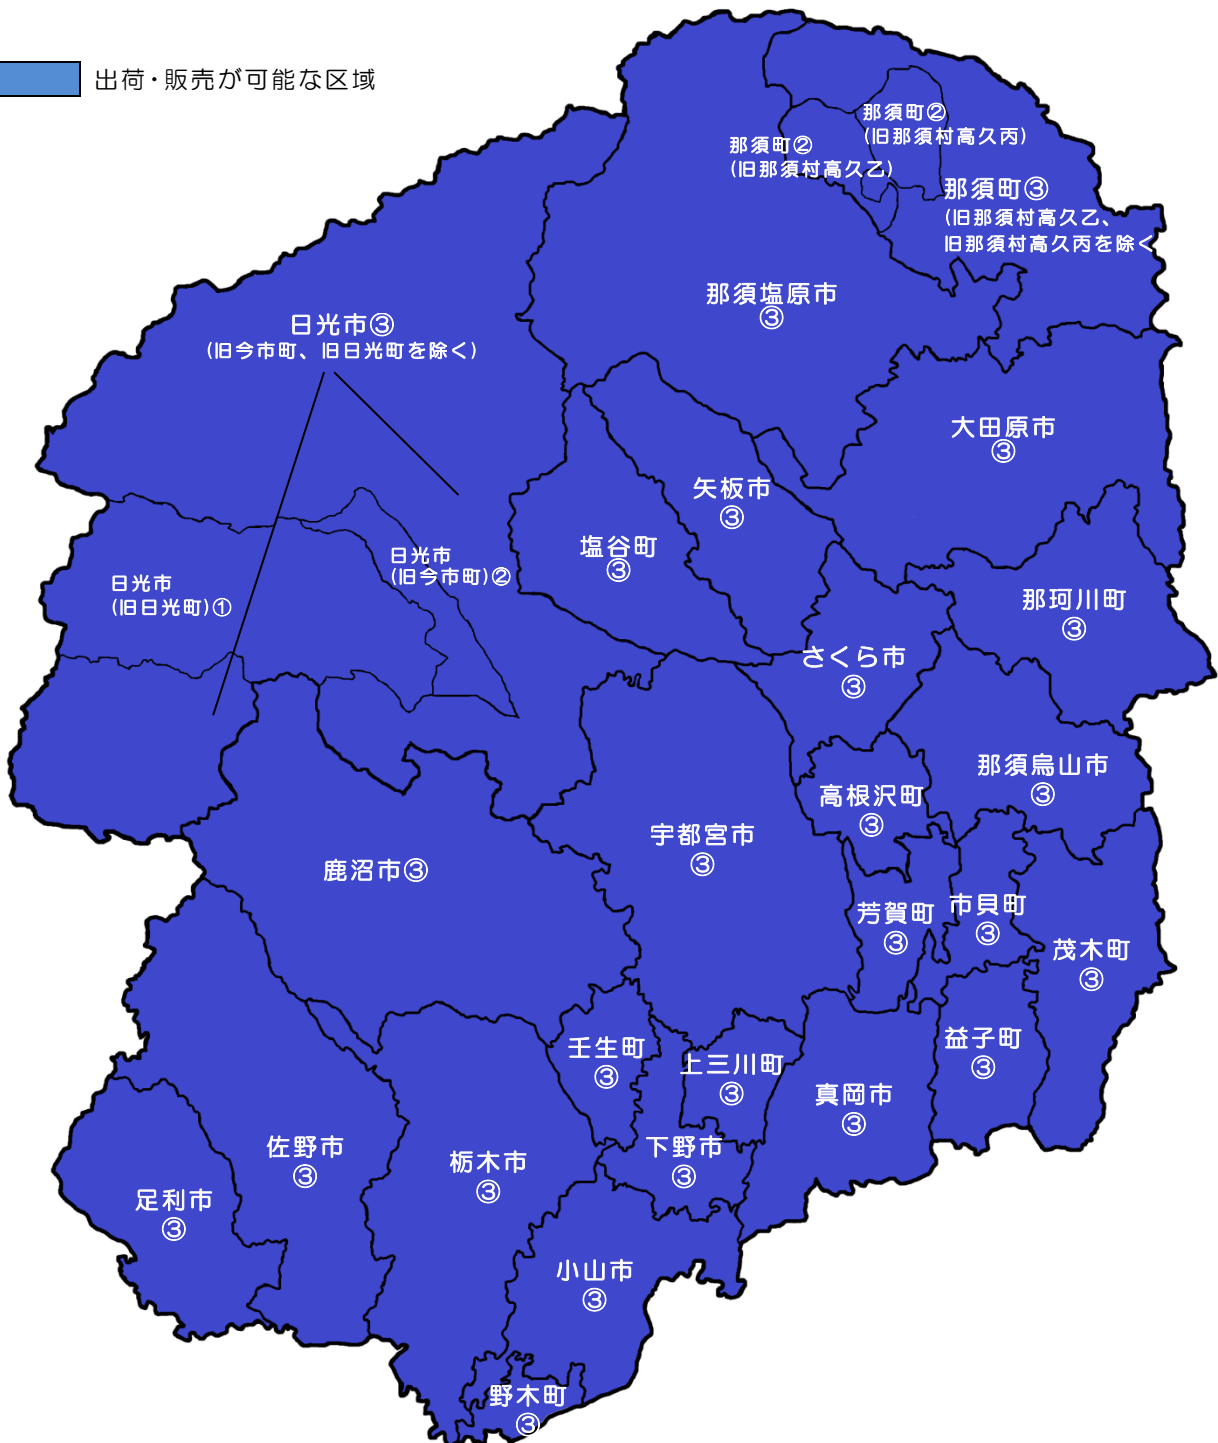 出荷・販売が可能な区域
那須町②
(旧那須村高久丙)
那須町②
(旧那須村高久乙)
那須町③
(旧那須村高久乙、
旧那須村高久丙を除く
那須塩原市
③
日光市③
(旧今市町、旧日光町を除く)
大田原市
③
矢板市
③
塩谷町
③
日光市
(旧今市町)②
日光市
(旧日光町)①
那珂川町
③
さくら市
③
那須烏山市
③
高根沢町
③
宇都宮市
③
鹿沼市③
芳賀町
③
市貝町
③
茂木町
③
益子町
③
壬生町
③
上三川町
③
真岡市
③
下野市
③
佐野市
③
栃木市
③
足利市
③
小山市
③
野木町
③